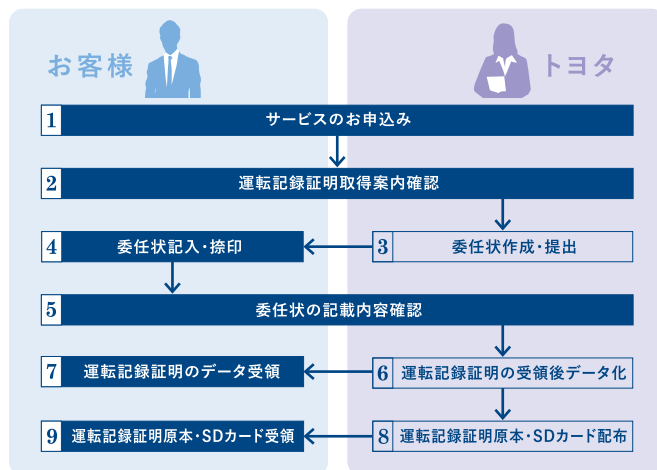 お客様
トヨタ
1 サービスのお申込み
2 運転記録証明取得案内確認
4 委任状記入・捺印
3 委任状作成・提出
5 委任状の記載内容確認
7 運転記録証明のデータ受領
6 運転記録証明の受領後データ化
9 運転記録証明原本・SDカード受領
8 運転記録証明原本・SDカード配布